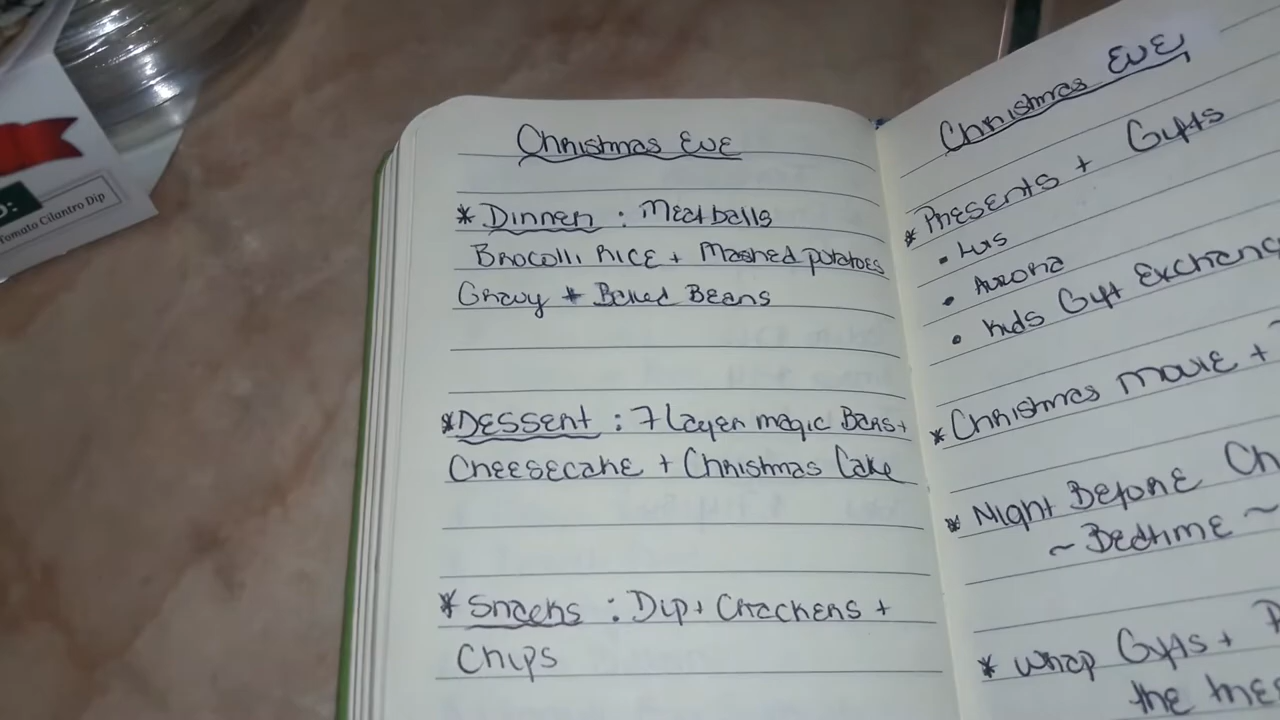 D:
Tomato Cilantro Dip
Christmas Eve
* Dinner : Meatballs
Brocolli Rice + Mashed potatoes
Gravy * Baked Beans
* Dessert : 7 Layer magic Bars +
Cheesecake + Christmas Cake
* Snacks : Dip + Crackers +
Chips
Christmas Eve
* Presents + Gifts
• Luis
• Aurora
• Kids Gift Exchang
* Christmas Movie +
* Night Before Ch
~ Bedtime ~
* Wrap Gifts +
the tree